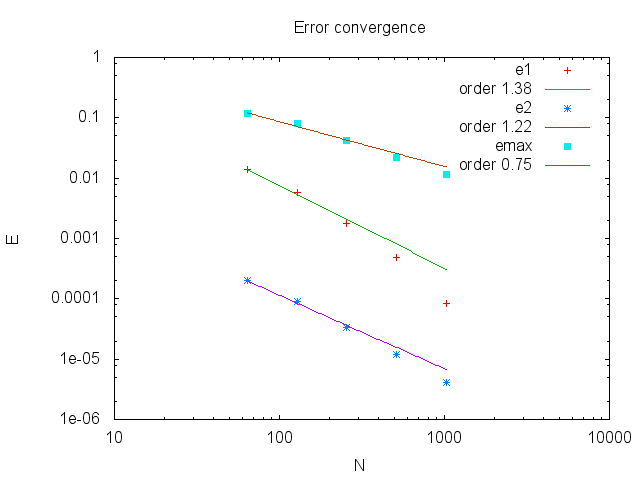 Error convergence
1
0.1
0.01
0.001
0.0001
1e-05
1e-06
E
10
100
1000
10000
N
e1
order 1.38
e2
order 1.22
emax
order 0.75